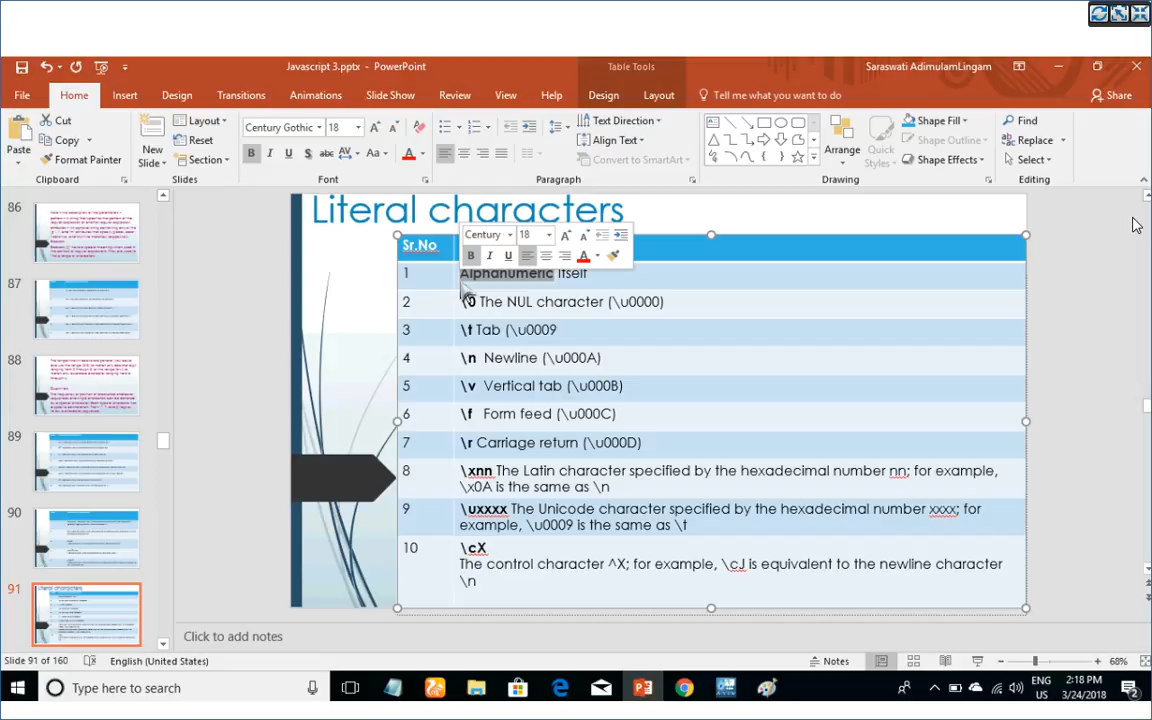 Javascript 3.pptx - PowerPoint
Table Tools
Saraswati AdimulamLingam
File Home Insert Design Transitions Animations Slide Show Review View Help Design Layout Tell me what you want to do Share
Paste
Cut
Copy
Format Painter
Clipboard
New Slide
Layout
Reset
Section
Slides
Century Gothic 18
B I U S abc AV Aa A
Font
Text Direction
Align Text
Convert to SmartArt
Paragraph
Arrange
Quick Styles
Shape Fill
Shape Outline
Shape Effects
Drawing
Find
Replace
Select
Editing
86
87
88
89
90
91
Literal characters
Century 18
B I U A
Sr.No
1 Alphanumeric Itself
2 \0 The NUL character (\u0000)
3 \t Tab (\u0009
4 \n Newline (\u000A)
5 \v Vertical tab (\u000B)
6 \f Form feed (\u000C)
7 \r Carriage return (\u000D)
8 \xnn The Latin character specified by the hexadecimal number nn; for example,
\x0A is the same as \n
9 \uxxxx The Unicode character specified by the hexadecimal number xxxx; for
example, \u0009 is the same as \t
10 \cX
The control character ^X; for example, \cJ is equivalent to the newline character
\n
Click to add notes
Slide 91 of 160 English (United States) Notes 68%
Type here to search
ENG
US
2:18 PM
3/24/2018
2